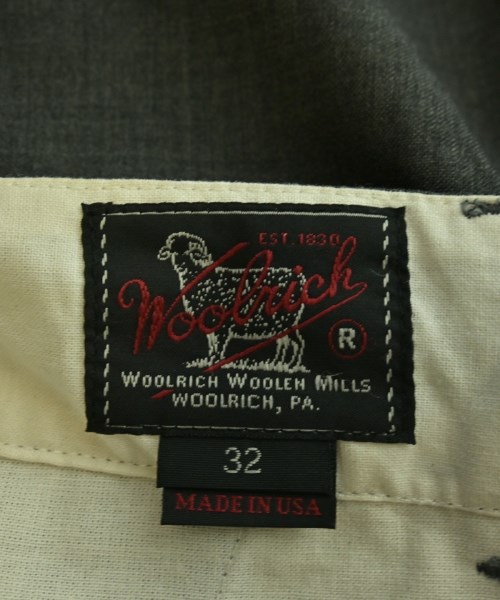 EST. 1830
Woolrich
R
WOOLRICH WOOLEN MILLS
WOOLRICH, PA.
32
MADE IN USA